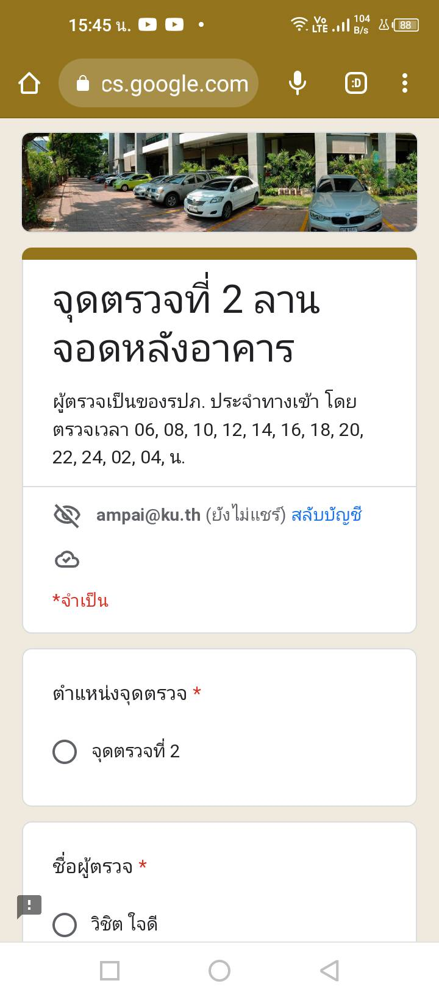 15:45 น.
Vo LTE 104 B/s 88
cs.google.com
:D
จุดตรวจที่ 2 ลาน
จอดหลังอาคาร
ผู้ตรวจเป็นของรปภ. ประจำทางเข้า โดย
ตรวจเวลา 06, 08, 10, 12, 14, 16, 18, 20,
22, 24, 02, 04, น.
ampai@ku.th (ยังไม่แชร์) สลับบัญชี
*จำเป็น
ตำแหน่งจุดตรวจ *
จุดตรวจที่ 2
ชื่อผู้ตรวจ *
วิชิต ใจดี